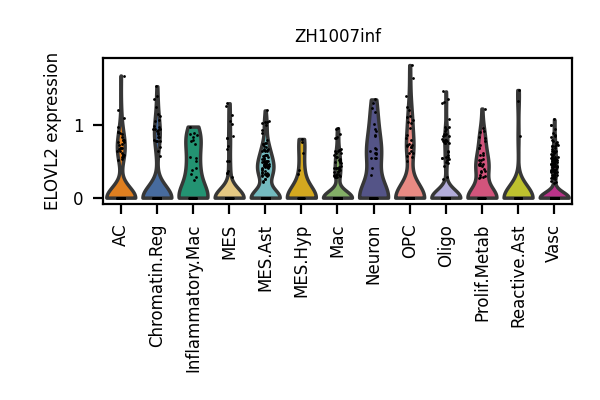 ZH1007inf
ELOVL2 expression
1
0
AC
Chromatin.Reg
Inflammatory.Mac
MES
MES.Ast
MES.Hyp
Mac
Neuron
OPC
Oligo
Prolif.Metab
Reactive.Ast
Vasc